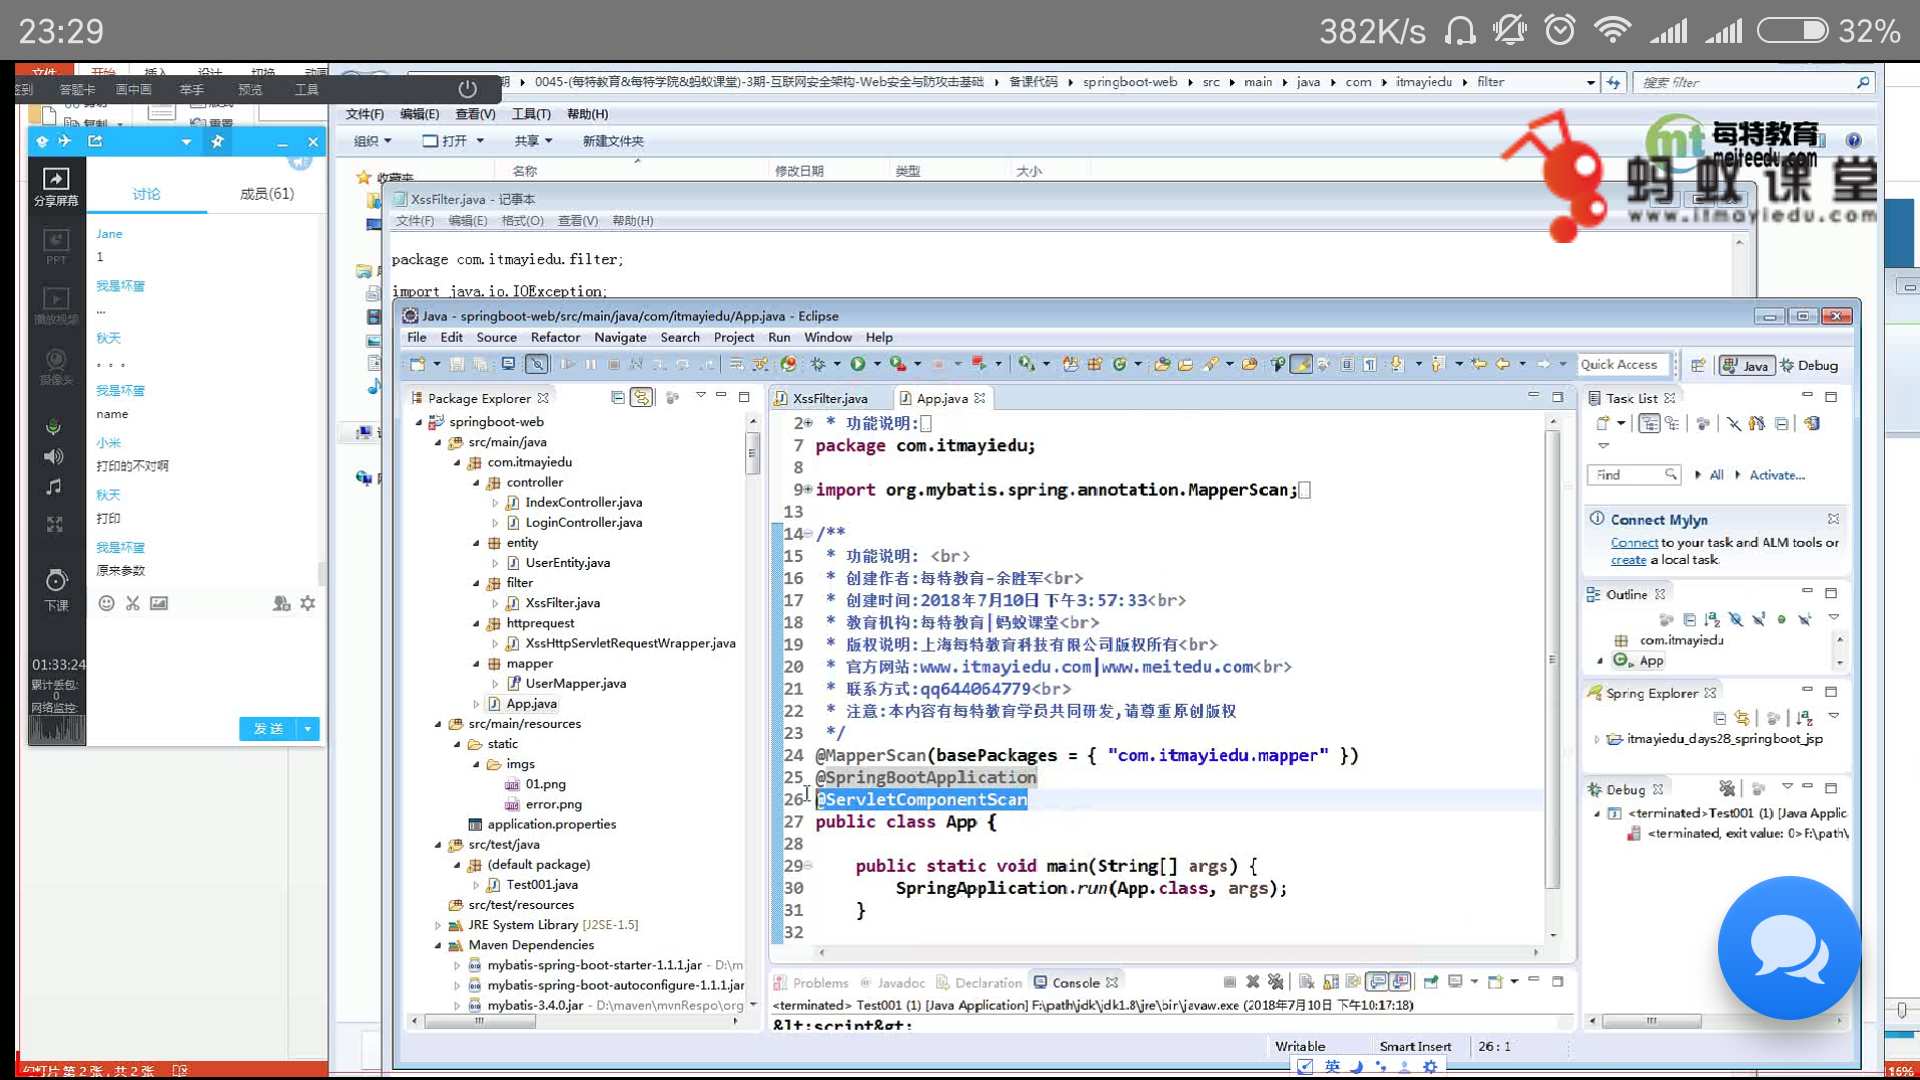 23:29
382K/s
32%
答题卡 画中画 举手 预览 工具
0045-(每特教育&每特学院&蚂蚁课堂)-3期-互联网安全架构-Web安全与防攻击基础 备课代码 springboot-web src main java com itmayiedu filter
搜索 filter
文件(F) 编辑(E) 查看(V) 工具(T) 帮助(H)
组织 打开 共享 新建文件夹
名称 修改日期 类型 大小
收藏夹
每特教育
meiteedu.com
蚂蚁课堂
www.itmayiedu.com
分享屏幕
PPT
播放视频
摄像头
下课
01:33:24
累计丢包:
0
网络监控:
讨论 成员(61)
Jane
1
我是坏蛋
...
秋天
。。。
我是坏蛋
name
小米
打印的不对啊
秋天
打印
我是坏蛋
原来参数
发送
XssFilter.java - 记事本
文件(F) 编辑(E) 格式(O) 查看(V) 帮助(H)
package com.itmayiedu.filter;
import java.io.IOException;
Java - springboot-web/src/main/java/com/itmayiedu/App.java - Eclipse
File Edit Source Refactor Navigate Search Project Run Window Help
Quick Access
Java
Debug
Package Explorer
springboot-web
src/main/java
com.itmayiedu
controller
IndexController.java
LoginController.java
entity
UserEntity.java
filter
XssFilter.java
httprequest
XssHttpServletRequestWrapper.java
mapper
UserMapper.java
App.java
src/main/resources
static
imgs
01.png
error.png
application.properties
src/test/java
(default package)
Test001.java
src/test/resources
JRE System Library [J2SE-1.5]
Maven Dependencies
mybatis-spring-boot-starter-1.1.1.jar - D:\m
mybatis-spring-boot-autoconfigure-1.1.1.jar
mybatis-3.4.0.jar - D:\maven\mvnRespo\org
XssFilter.java App.java
2 * 功能说明:
7 package com.itmayiedu;
8
9 import org.mybatis.spring.annotation.MapperScan;
13
14 /**
15 * 功能说明: <br>
16 * 创建作者:每特教育-余胜军<br>
17 * 创建时间:2018年7月10日 下午3:57:33<br>
18 * 教育机构:每特教育|蚂蚁课堂<br>
19 * 版权说明:上海每特教育科技有限公司版权所有<br>
20 * 官方网站:www.itmayiedu.com|www.meitedu.com<br>
21 * 联系方式:qq644064779<br>
22 * 注意:本内容有每特教育学员共同研发,请尊重原创版权
23 */
24 @MapperScan(basePackages = { "com.itmayiedu.mapper" })
25 @SpringBootApplication
26 @ServletComponentScan
27 public class App {
28
29 public static void main(String[] args) {
30 SpringApplication.run(App.class, args);
31 }
32
Problems Javadoc Declaration Console
<terminated> Test001 (1) [Java Application] F:\path\jdk\jdk1.8\jre\bin\javaw.exe (2018年7月10日 下午10:17:18)
&lt;script&gt;
Task List
Find All Activate...
Connect Mylyn
Connect to your task and ALM tools or
create a local task.
Outline
com.itmayiedu
App
Spring Explorer
itmayiedu_days28_springboot_jsp
Debug
<terminated>Test001 (1) [Java Applic
<terminated, exit value: 0>F:\path\
Writable Smart Insert 26 : 1
英
幻灯片 第 2 张, 共 2 张
16%